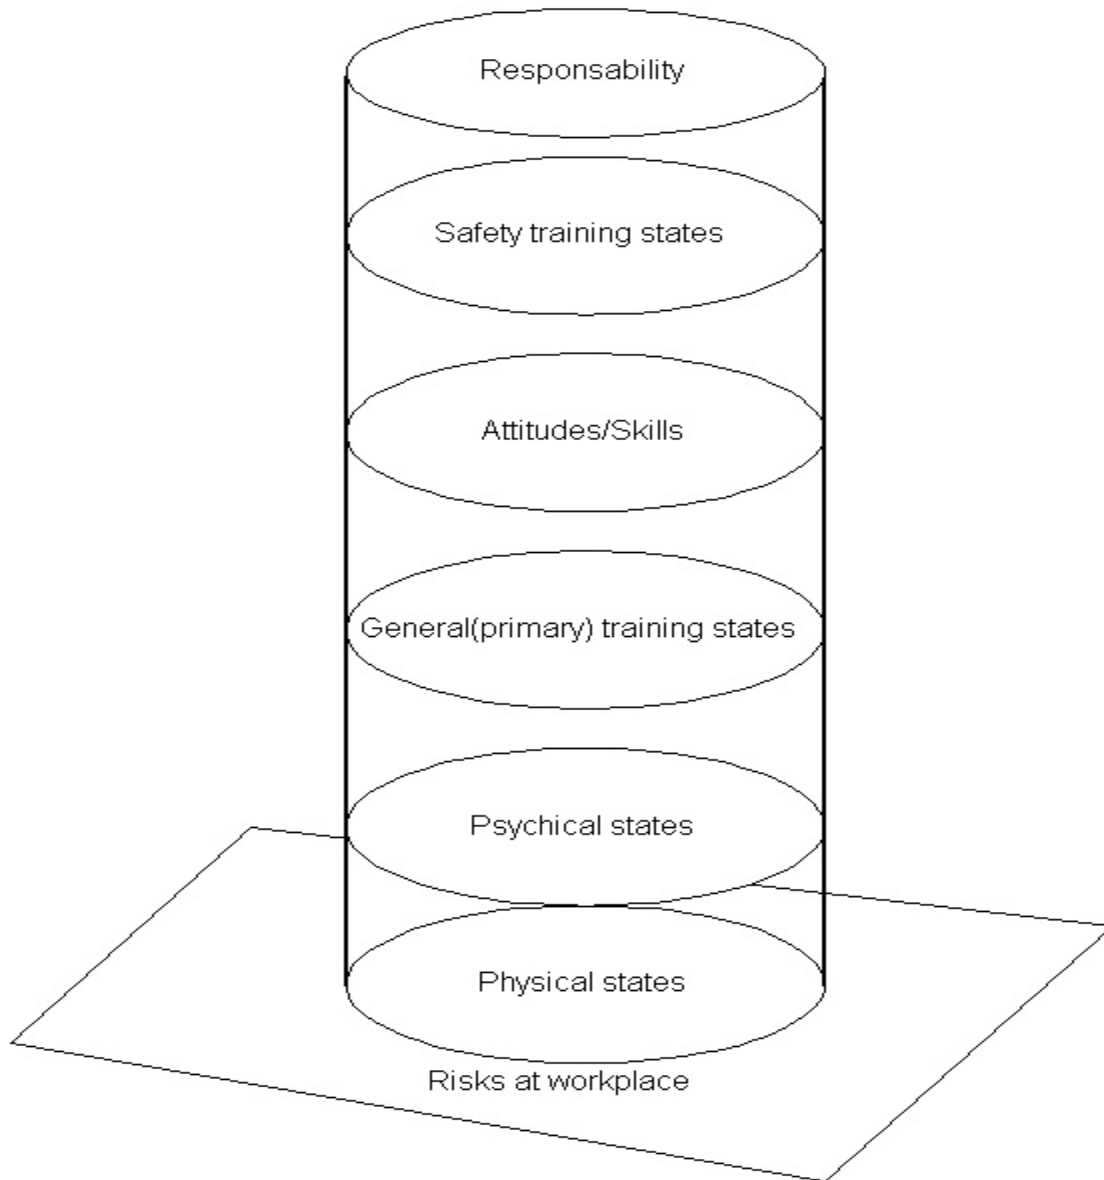 Responsability
Safety training states
Attitudes/Skills
General(primary) training states
Psychical states
Physical states
Risks at workplace